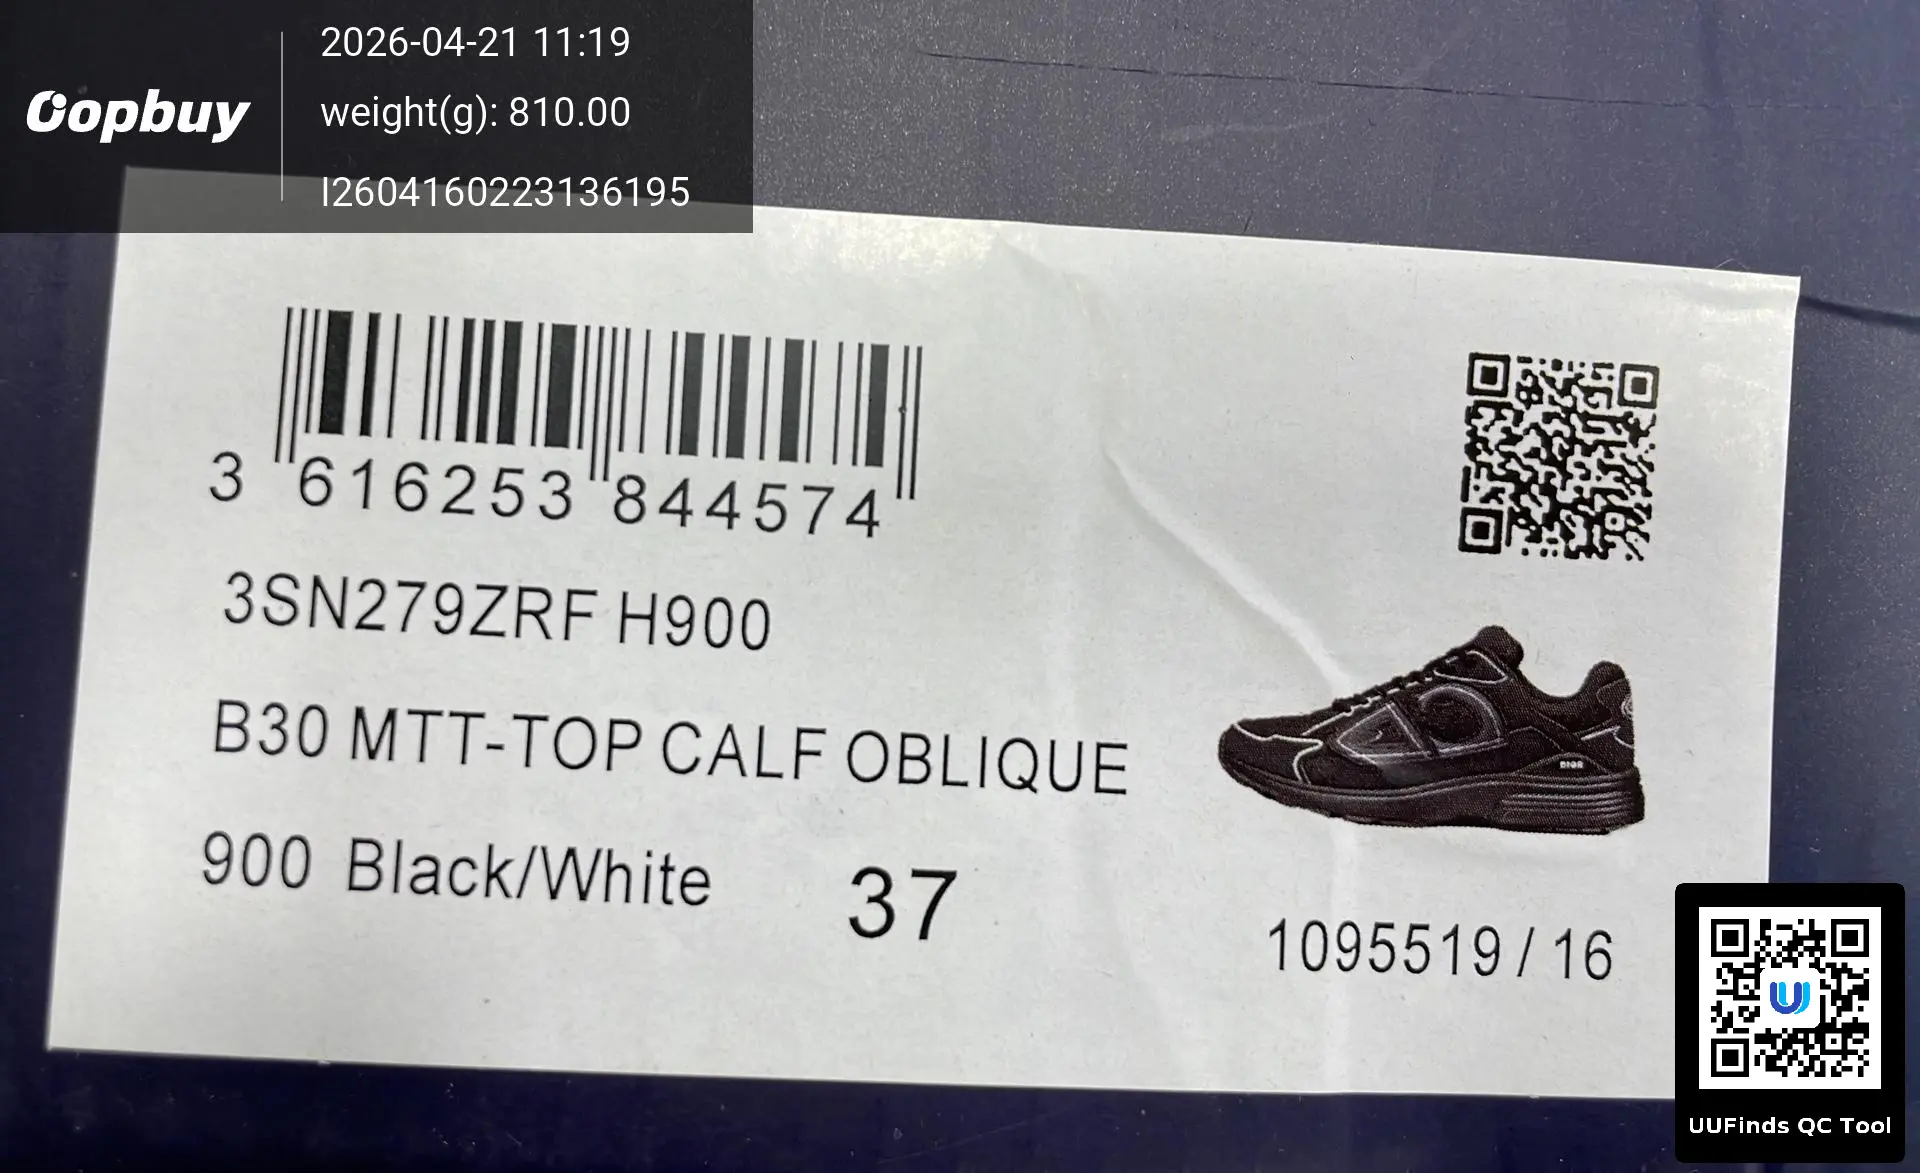 Oopbuy
2026-04-21 11:19
weight(g): 810.00
I2604160223136195
3 616253 844574
3SN279ZRF H900
B30 MTT-TOP CALF OBLIQUE
900 Black/White 37
DIOR
1095519 / 16
UUFinds QC Tool